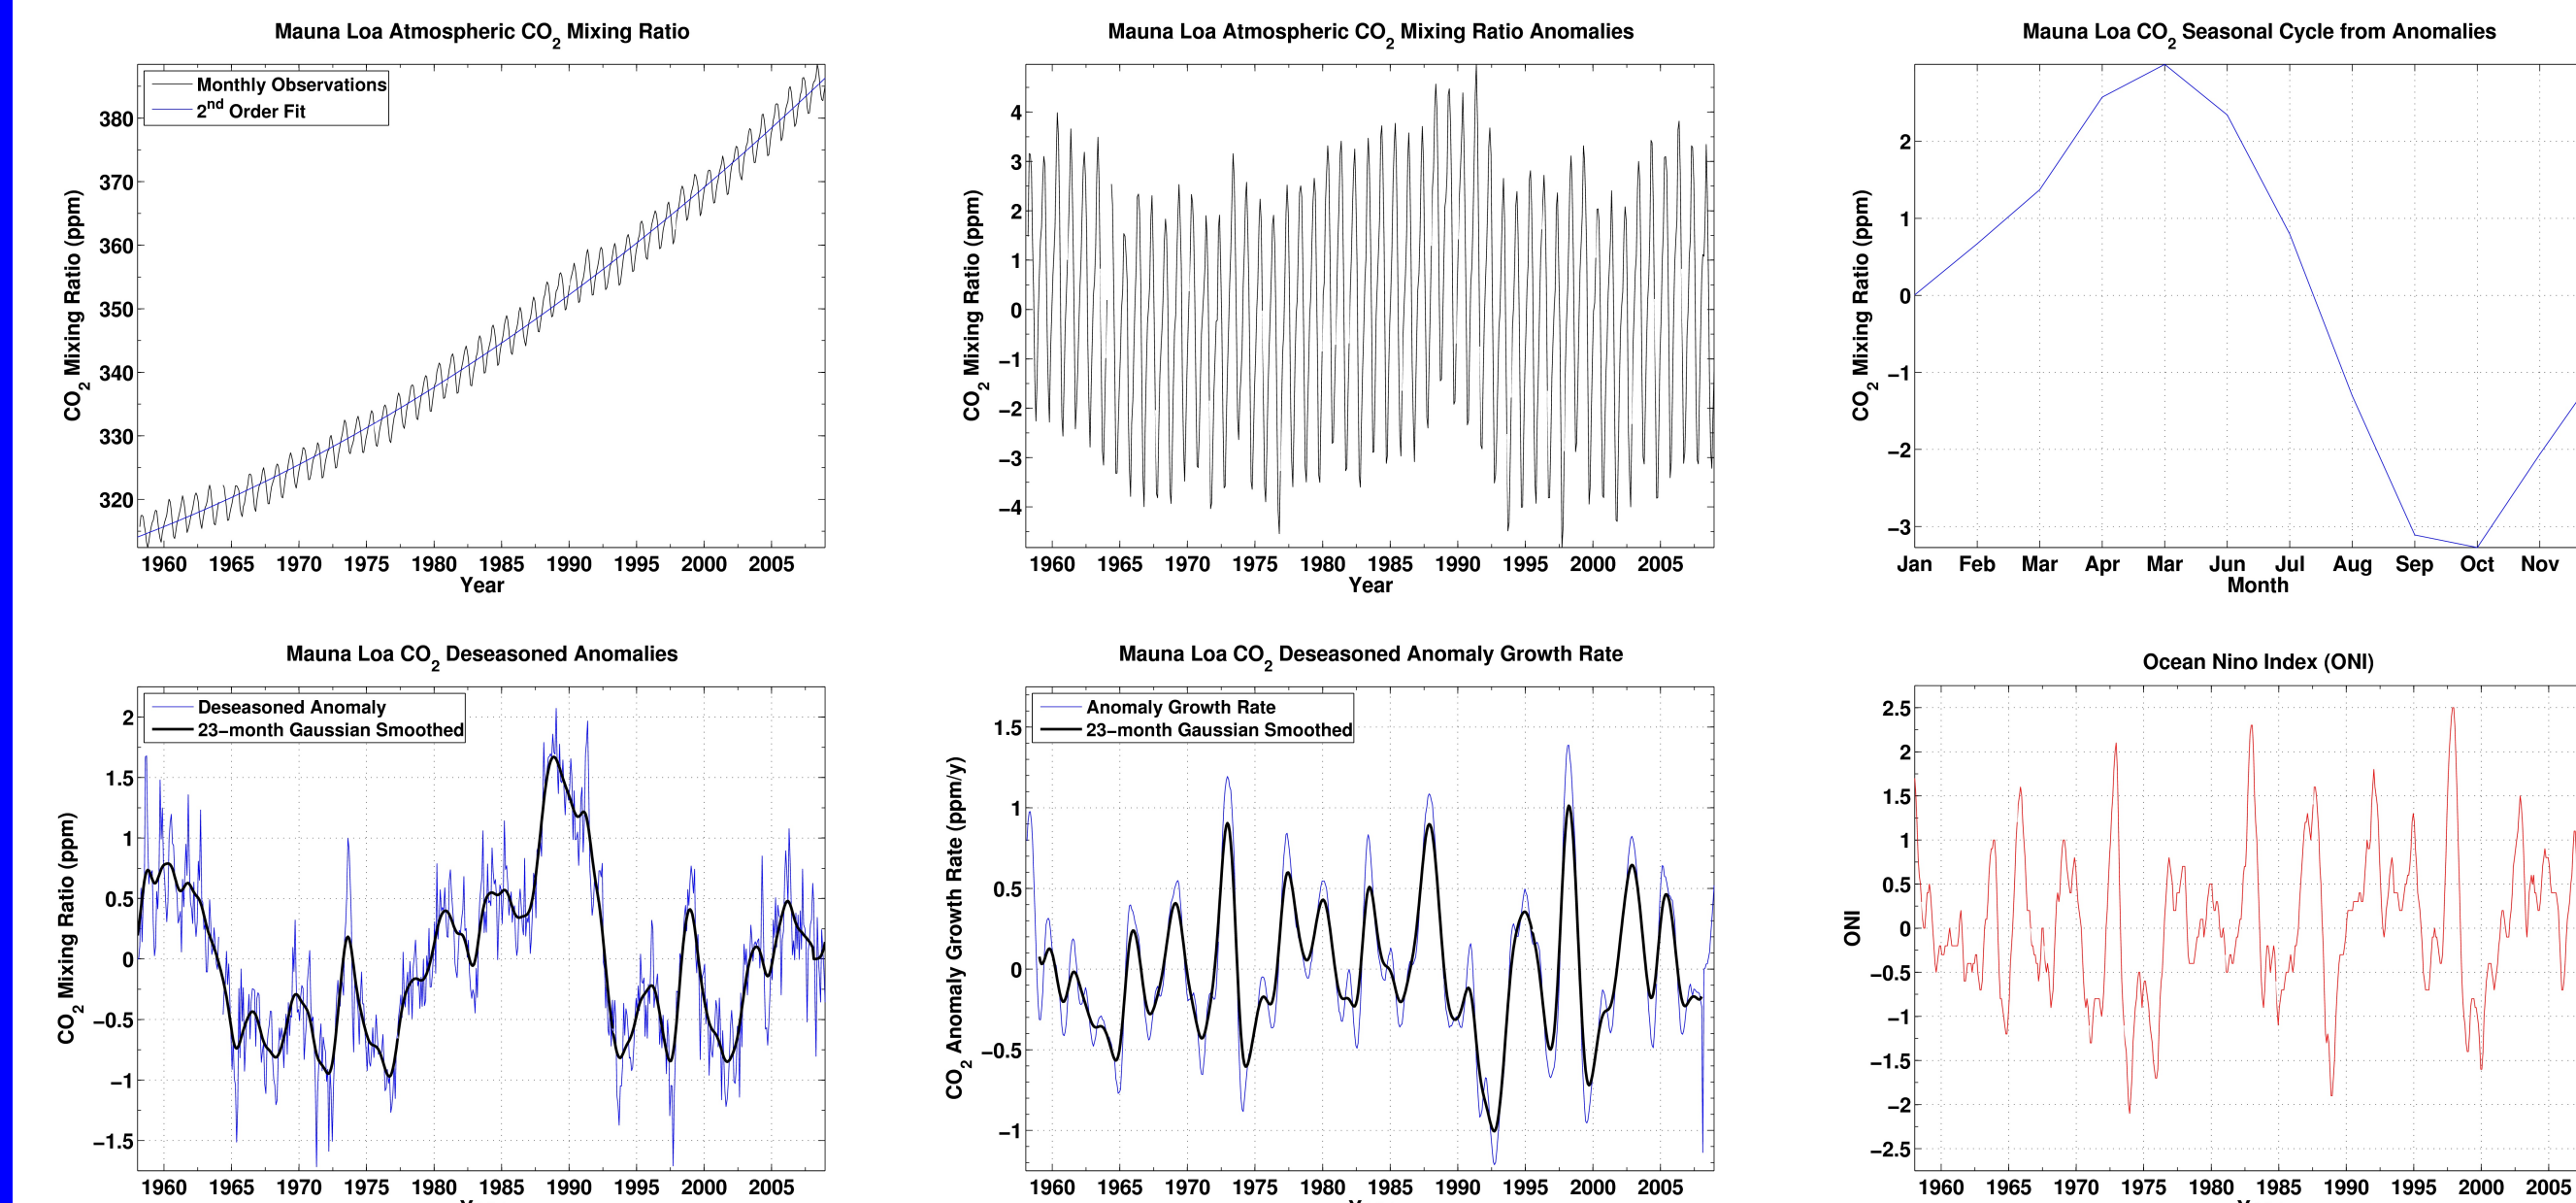 Mauna Loa Atmospheric CO2 Mixing Ratio
Monthly Observations
2nd Order Fit
CO2 Mixing Ratio (ppm)
380
370
360
350
340
330
320
1960 1965 1970 1975 1980 1985 1990 1995 2000 2005
Year
Mauna Loa Atmospheric CO2 Mixing Ratio Anomalies
CO2 Mixing Ratio (ppm)
4
3
2
1
0
−1
−2
−3
−4
1960 1965 1970 1975 1980 1985 1990 1995 2000 2005
Year
Mauna Loa CO2 Seasonal Cycle from Anomalies
CO2 Mixing Ratio (ppm)
2
1
0
−1
−2
−3
Jan Feb Mar Apr Mar Jun Jul Aug Sep Oct Nov
Month
Mauna Loa CO2 Deseasoned Anomalies
Deseasoned Anomaly
23−month Gaussian Smoothed
CO2 Mixing Ratio (ppm)
2
1.5
1
0.5
0
−0.5
−1
−1.5
1960 1965 1970 1975 1980 1985 1990 1995 2000 2005
Mauna Loa CO2 Deseasoned Anomaly Growth Rate
Anomaly Growth Rate
23−month Gaussian Smoothed
CO2 Anomaly Growth Rate (ppm/y)
1.5
1
0.5
0
−0.5
−1
1960 1965 1970 1975 1980 1985 1990 1995 2000 2005
Ocean Nino Index (ONI)
ONI
2.5
2
1.5
1
0.5
0
−0.5
−1
−1.5
−2
−2.5
1960 1965 1970 1975 1980 1985 1990 1995 2000 2005